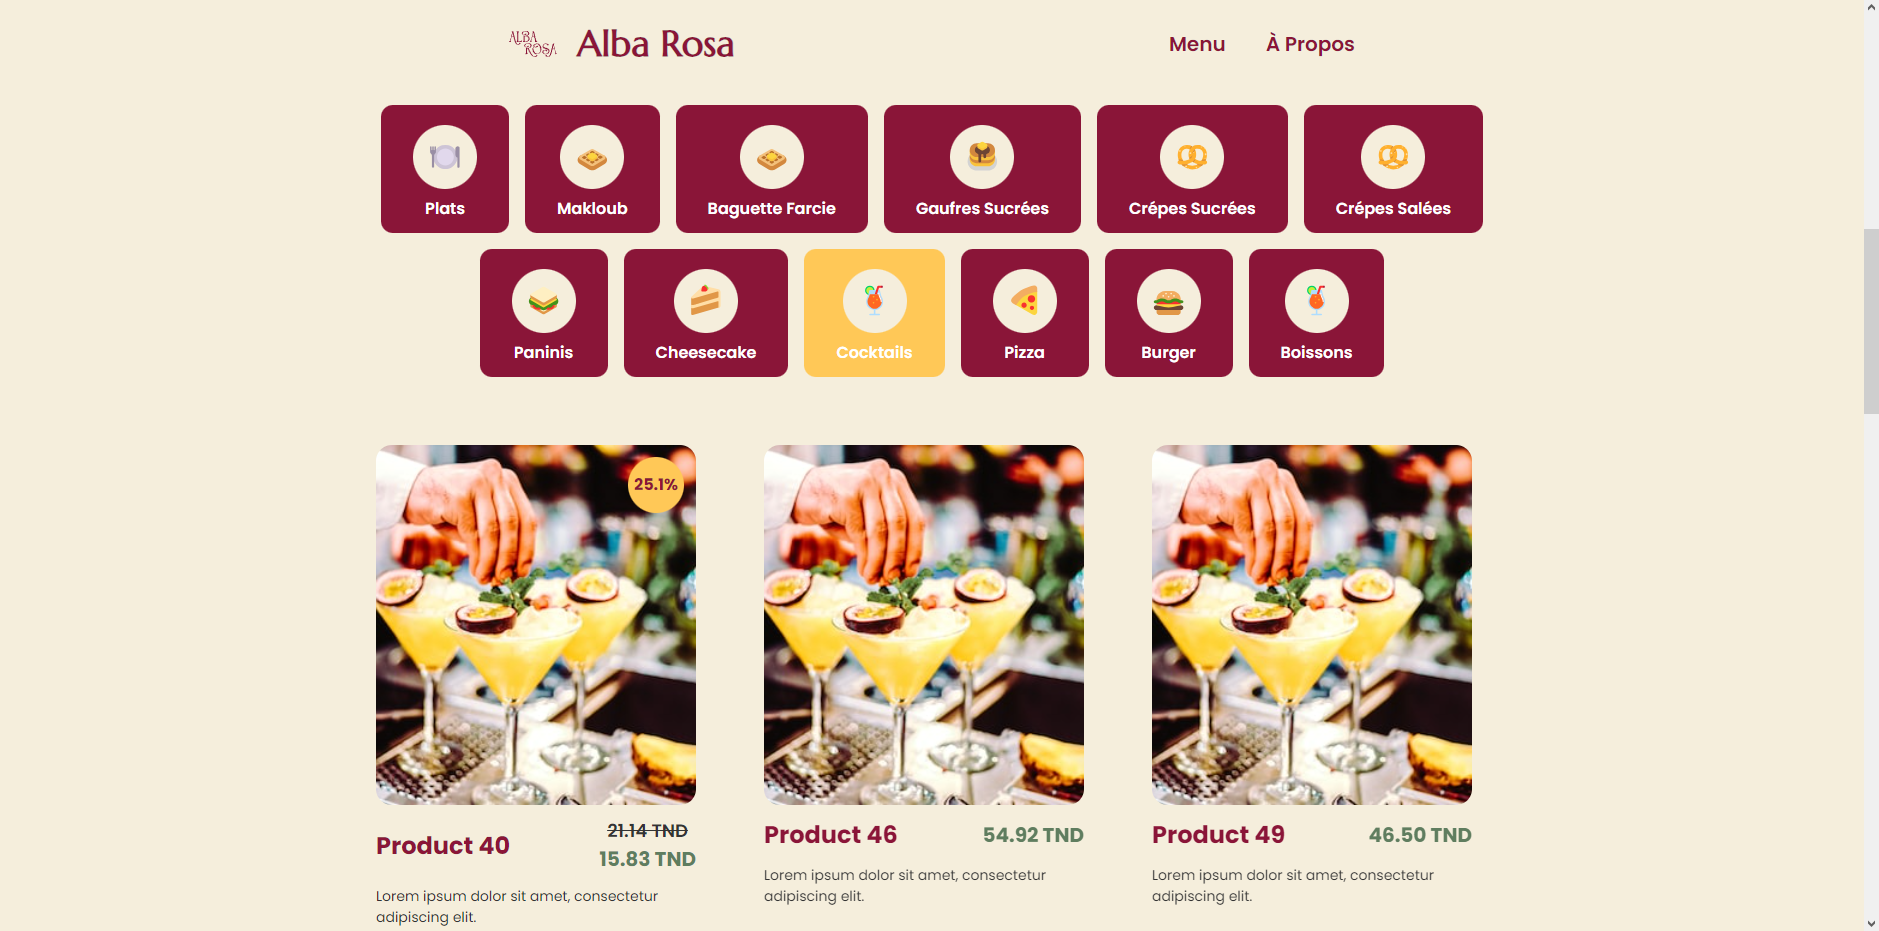 ALBA
ROSA
Alba Rosa
Menu
À Propos
Plats
Makloub
Baguette Farcie
Gaufres Sucrées
Crépes Sucrées
Crépes Salées
Paninis
Cheesecake
Cocktails
Pizza
Burger
Boissons
25.1%
Product 40
21.14 TND
15.83 TND
Lorem ipsum dolor sit amet, consectetur
adipiscing elit.
Product 46
54.92 TND
Lorem ipsum dolor sit amet, consectetur
adipiscing elit.
Product 49
46.50 TND
Lorem ipsum dolor sit amet, consectetur
adipiscing elit.